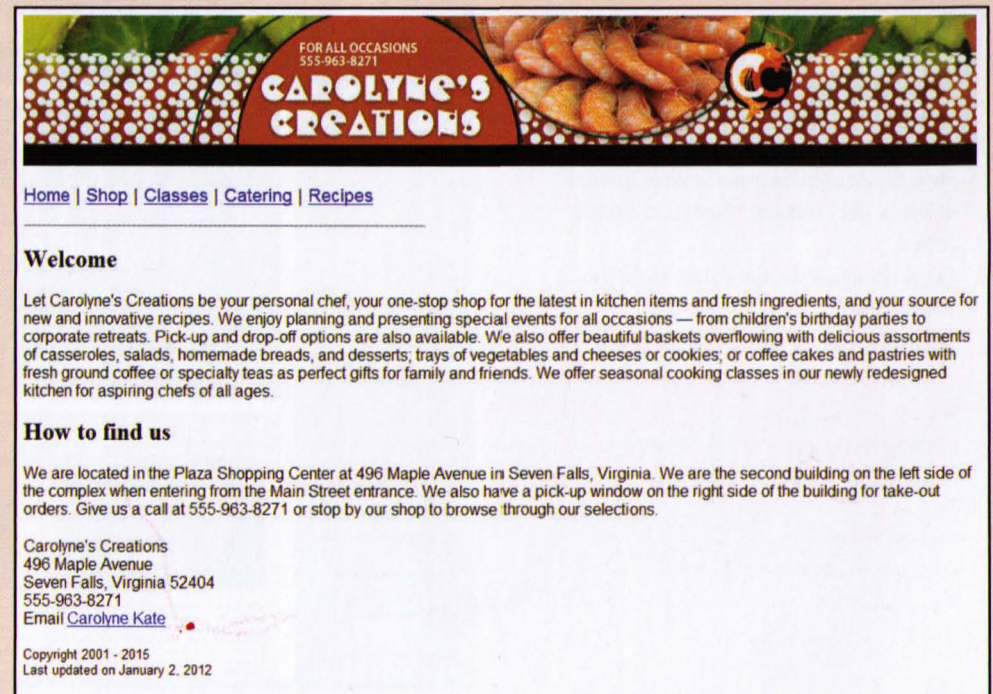 FOR ALL OCCASIONS
555-963-8271
CAROLYNE'S
CREATIONS
CC
Home | Shop | Classes | Catering | Recipes
Welcome
Let Carolyne's Creations be your personal chef, your one-stop shop for the latest in kitchen items and fresh ingredients, and your source for
new and innovative recipes. We enjoy planning and presenting special events for all occasions — from children's birthday parties to
corporate retreats. Pick-up and drop-off options are also available. We also offer beautiful baskets overflowing with delicious assortments
of casseroles, salads, homemade breads, and desserts; trays of vegetables and cheeses or cookies; or coffee cakes and pastries with
fresh ground coffee or specialty teas as perfect gifts for family and friends. We offer seasonal cooking classes in our newly redesigned
kitchen for aspiring chefs of all ages.
How to find us
We are located in the Plaza Shopping Center at 496 Maple Avenue in Seven Falls, Virginia. We are the second building on the left side of
the complex when entering from the Main Street entrance. We also have a pick-up window on the right side of the building for take-out
orders. Give us a call at 555-963-8271 or stop by our shop to browse through our selections.
Carolyne's Creations
496 Maple Avenue
Seven Falls, Virginia 52404
555-963-8271
Email Carolyne Kate
Copyright 2001 - 2015
Last updated on January 2, 2012